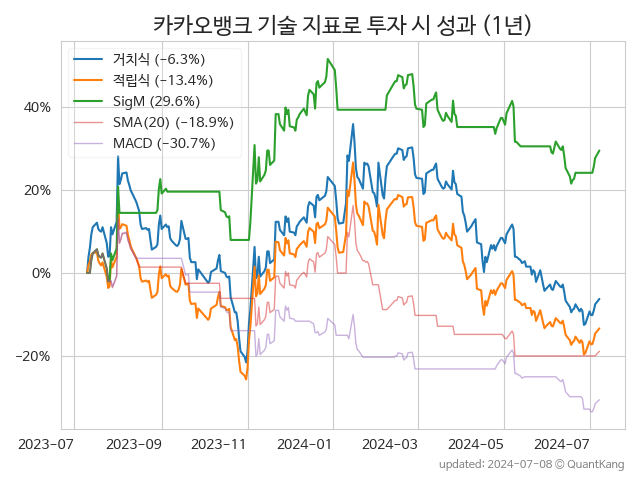 카카오뱅크 기술 지표로 투자 시 성과 (1년)
거치식 (−6.3%)
적립식 (−13.4%)
SigM (29.6%)
SMA(20) (−18.9%)
MACD (−30.7%)
40%
20%
0%
−20%
2023-07 2023-09 2023-11 2024-01 2024-03 2024-05 2024-07
updated: 2024-07-08 © QuantKang